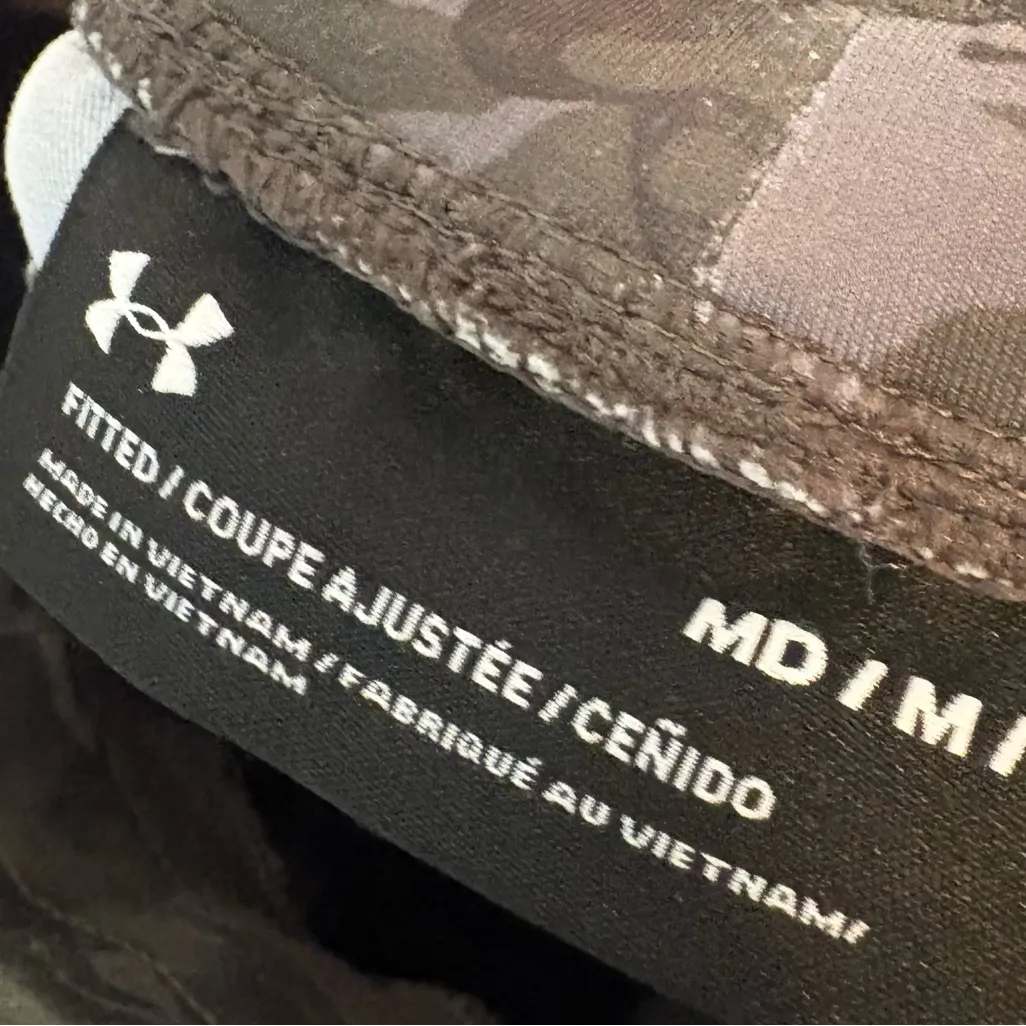 FITTED / COUPE AJUSTÉE / CEÑIDO
MADE IN VIETNAM / FABRIQUÉ AU VIETNAM/
HECHO EN VIETNAM
MD / M /